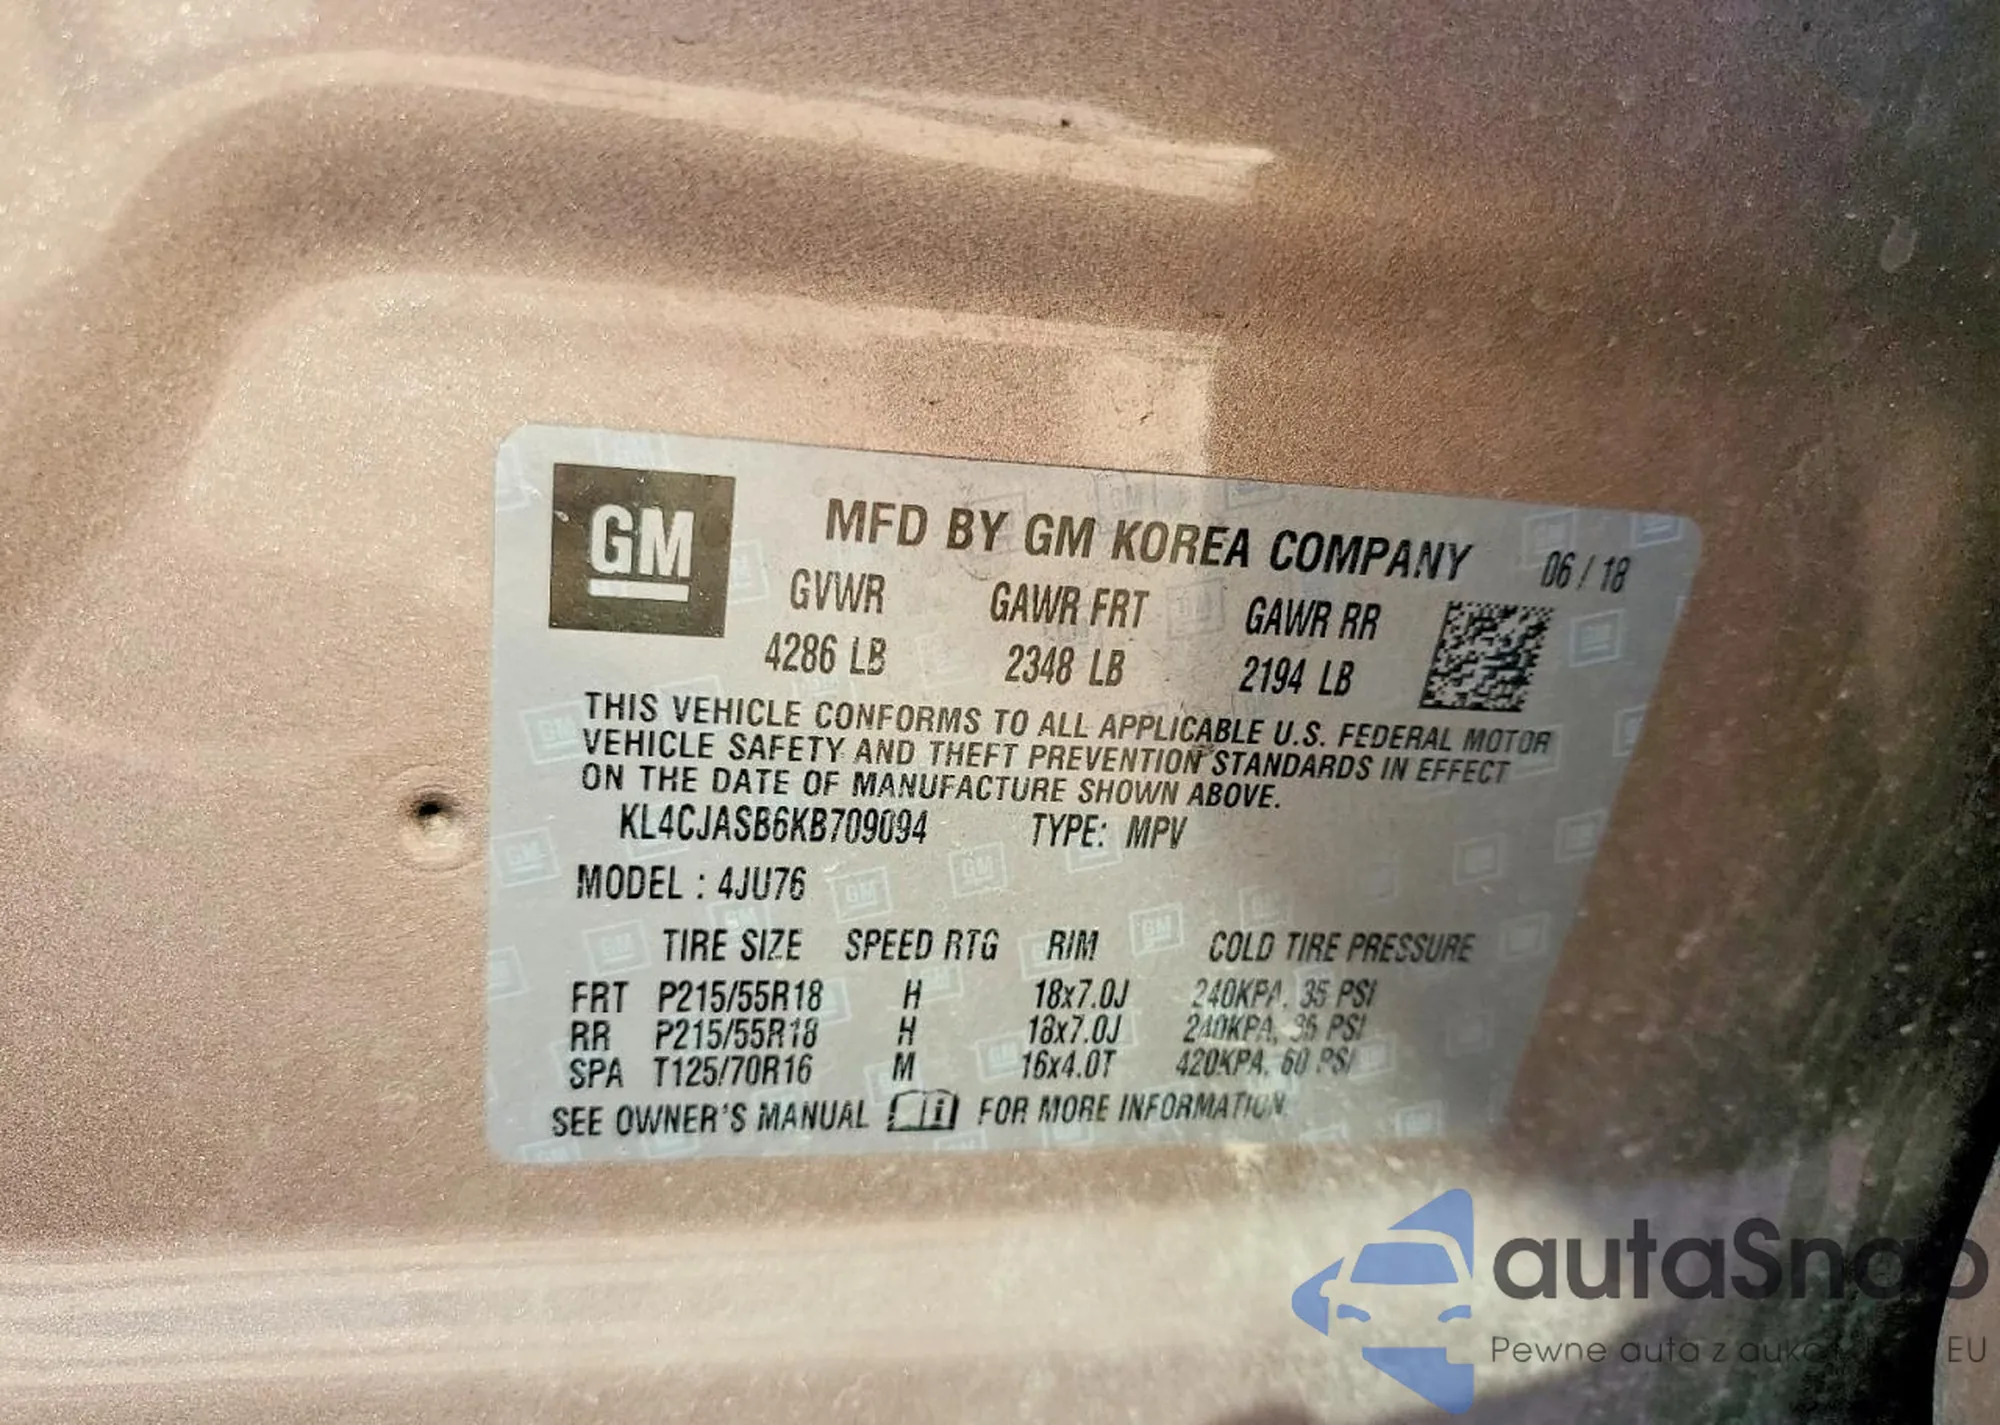 GM
MFD BY GM KOREA COMPANY 06 / 18
GVWR GAWR FRT GAWR RR
4286 LB 2348 LB 2194 LB
THIS VEHICLE CONFORMS TO ALL APPLICABLE U.S. FEDERAL MOTOR
VEHICLE SAFETY AND THEFT PREVENTION STANDARDS IN EFFECT
ON THE DATE OF MANUFACTURE SHOWN ABOVE.
KL4CJASB6KB709094 TYPE: MPV
MODEL : 4JU76
TIRE SIZE SPEED RTG RIM COLD TIRE PRESSURE
FRT P215/55R18 H 18x7.0J 240KPA, 35 PSI
RR P215/55R18 H 18x7.0J 240KPA, 35 PSI
SPA T125/70R16 M 16x4.0T 420KPA, 60 PSI
SEE OWNER'S MANUAL FOR MORE INFORMATION
autaSnap
Pewne auta z EU